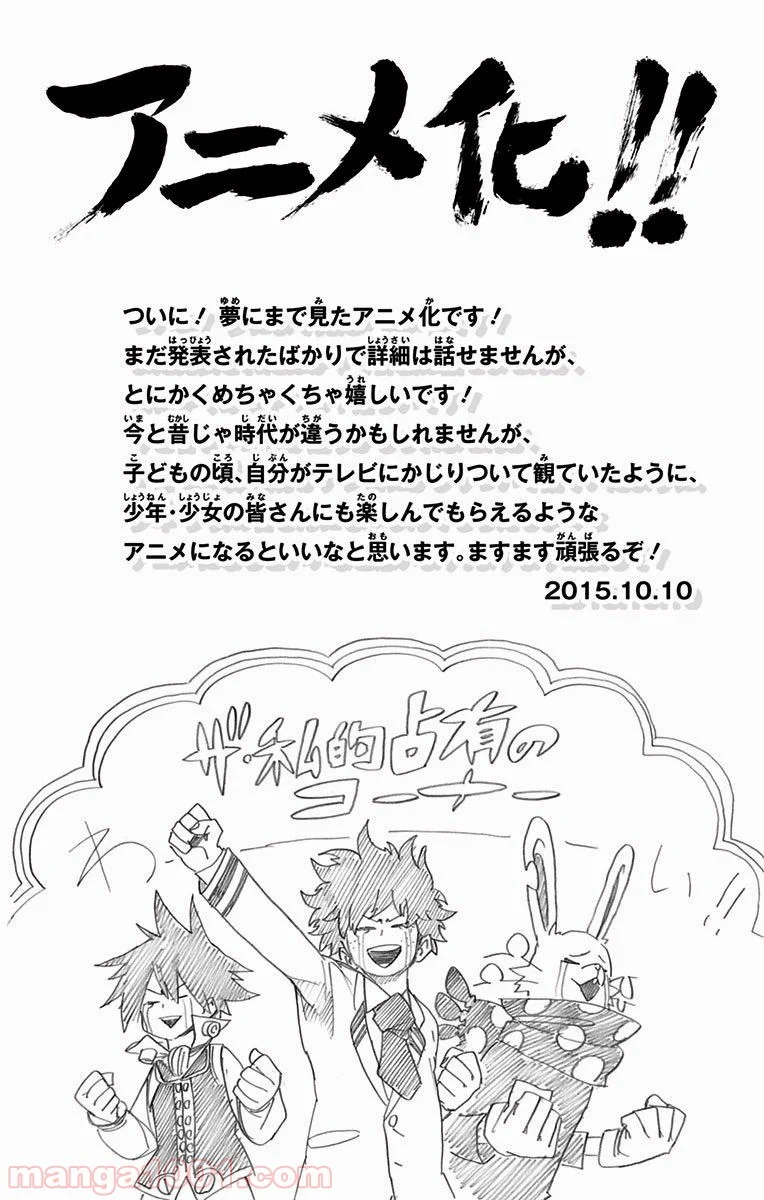 アニメ化!!
ついに! 夢にまで見たアニメ化です!
まだ発表されたばかりで詳細は話せませんが、
とにかくめちゃくちゃ嬉しいです!
今と昔じゃ時代が違うかもしれませんが、
子どもの頃、自分がテレビにかじりついて観ていたように、
少年・少女の皆さんにも楽しんでもらえるような
アニメになるといいなと思います。ますます頑張るぞ!
2015.10.10
ザ・私的占有の
コーナー
わーい!!